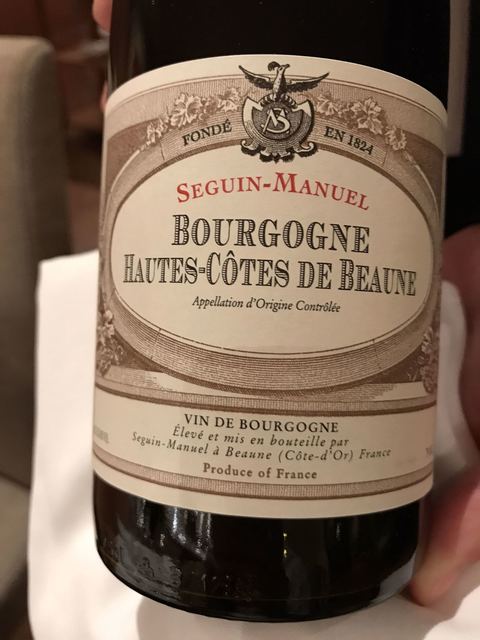 FONDÉ EN 1824
SEGUIN-MANUEL
BOURGOGNE
HAUTES-CÔTES DE BEAUNE
Appellation d'Origine Contrôlée
VIN DE BOURGOGNE
Élevé et mis en bouteille par
Seguin-Manuel à Beaune (Côte-d'Or) France
Produce of France